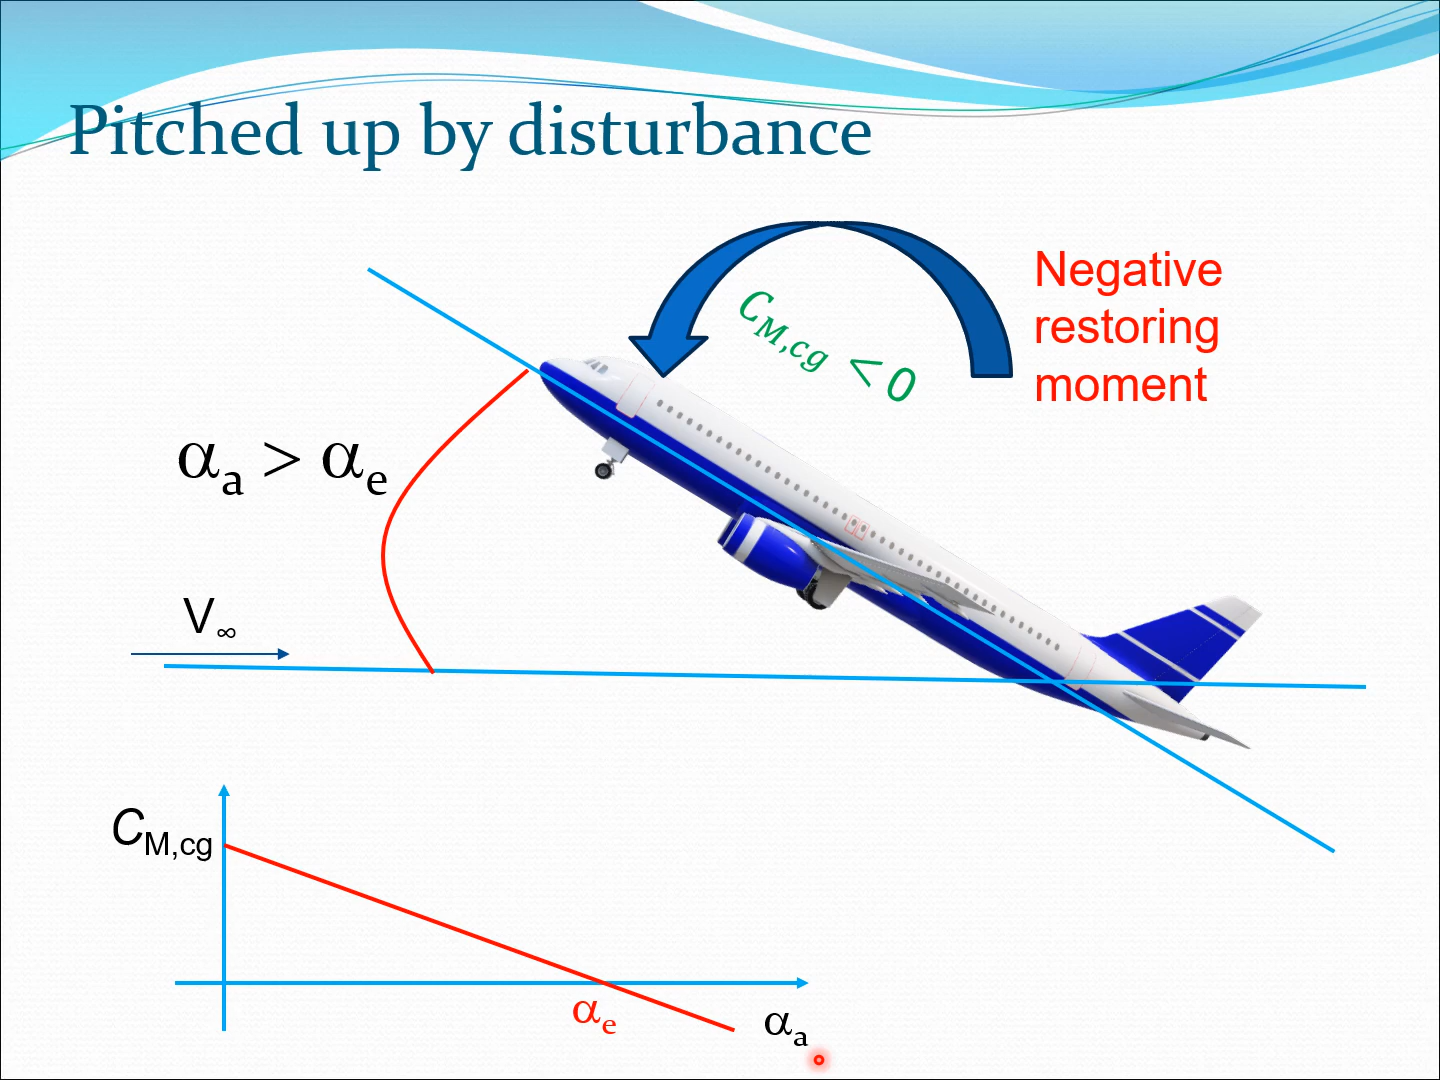 Pitched up by disturbance
Negative
restoring
moment
C_{M,cg} < 0
α_a > α_e
V_∞
C_{M,cg}
α_e
α_a